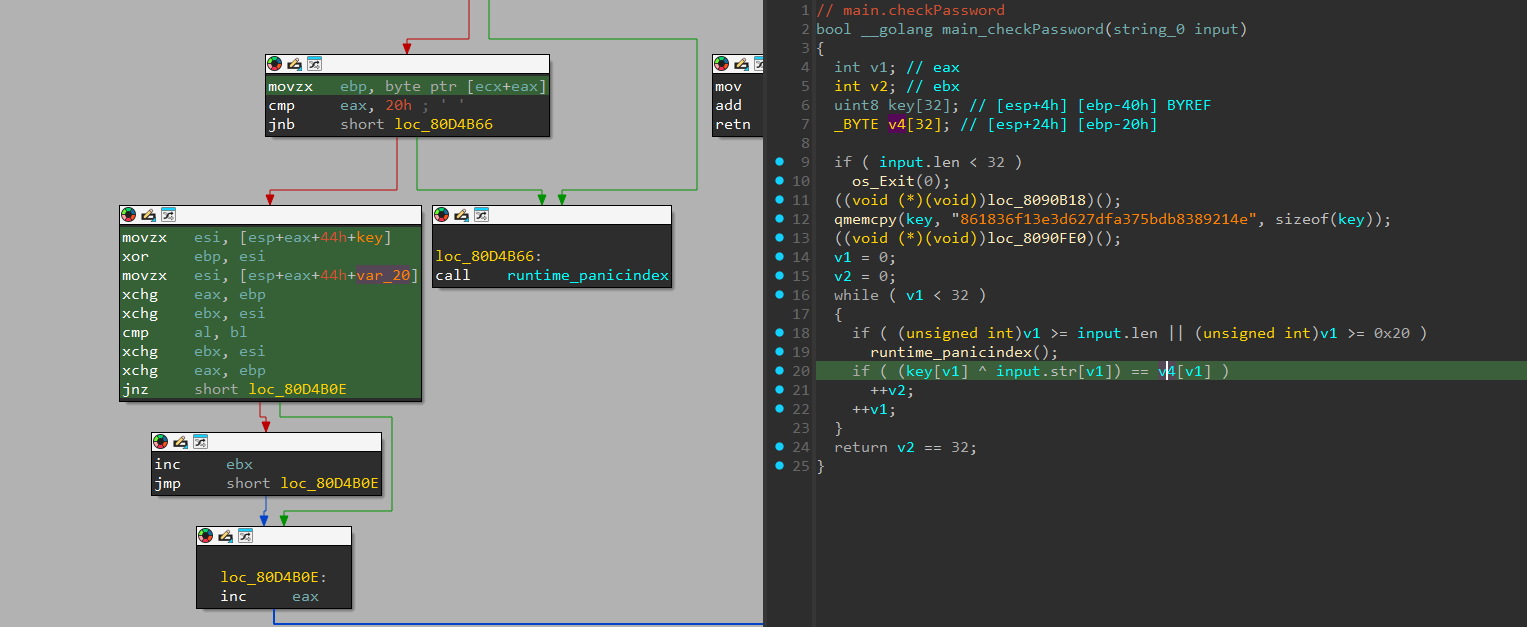 movzx ebp, byte ptr [ecx+eax]
cmp eax, 20h ; ' '
jnb short loc_80D4B66
mov
add
retn
movzx esi, [esp+eax+44h+key]
xor ebp, esi
movzx esi, [esp+eax+44h+var_20]
xchg eax, ebp
xchg ebx, esi
cmp al, bl
xchg ebx, esi
xchg eax, ebp
jnz short loc_80D4B0E
loc_80D4B66:
call runtime_panicindex
inc ebx
jmp short loc_80D4B0E
loc_80D4B0E:
inc eax
1 // main.checkPassword
2 bool __golang main_checkPassword(string_0 input)
3 {
4 int v1; // eax
5 int v2; // ebx
6 uint8 key[32]; // [esp+4h] [ebp-40h] BYREF
7 _BYTE v4[32]; // [esp+24h] [ebp-20h]
8
9 if ( input.len < 32 )
10 os_Exit(0);
11 ((void (*)(void))loc_8090B18)();
12 qmemcpy(key, "861836f13e3d627dfa375bdb8389214e", sizeof(key));
13 ((void (*)(void))loc_8090FE0)();
14 v1 = 0;
15 v2 = 0;
16 while ( v1 < 32 )
17 {
18 if ( (unsigned int)v1 >= input.len || (unsigned int)v1 >= 0x20 )
19 runtime_panicindex();
20 if ( (key[v1] ^ input.str[v1]) == v4[v1] )
21 ++v2;
22 ++v1;
23 }
24 return v2 == 32;
25 }